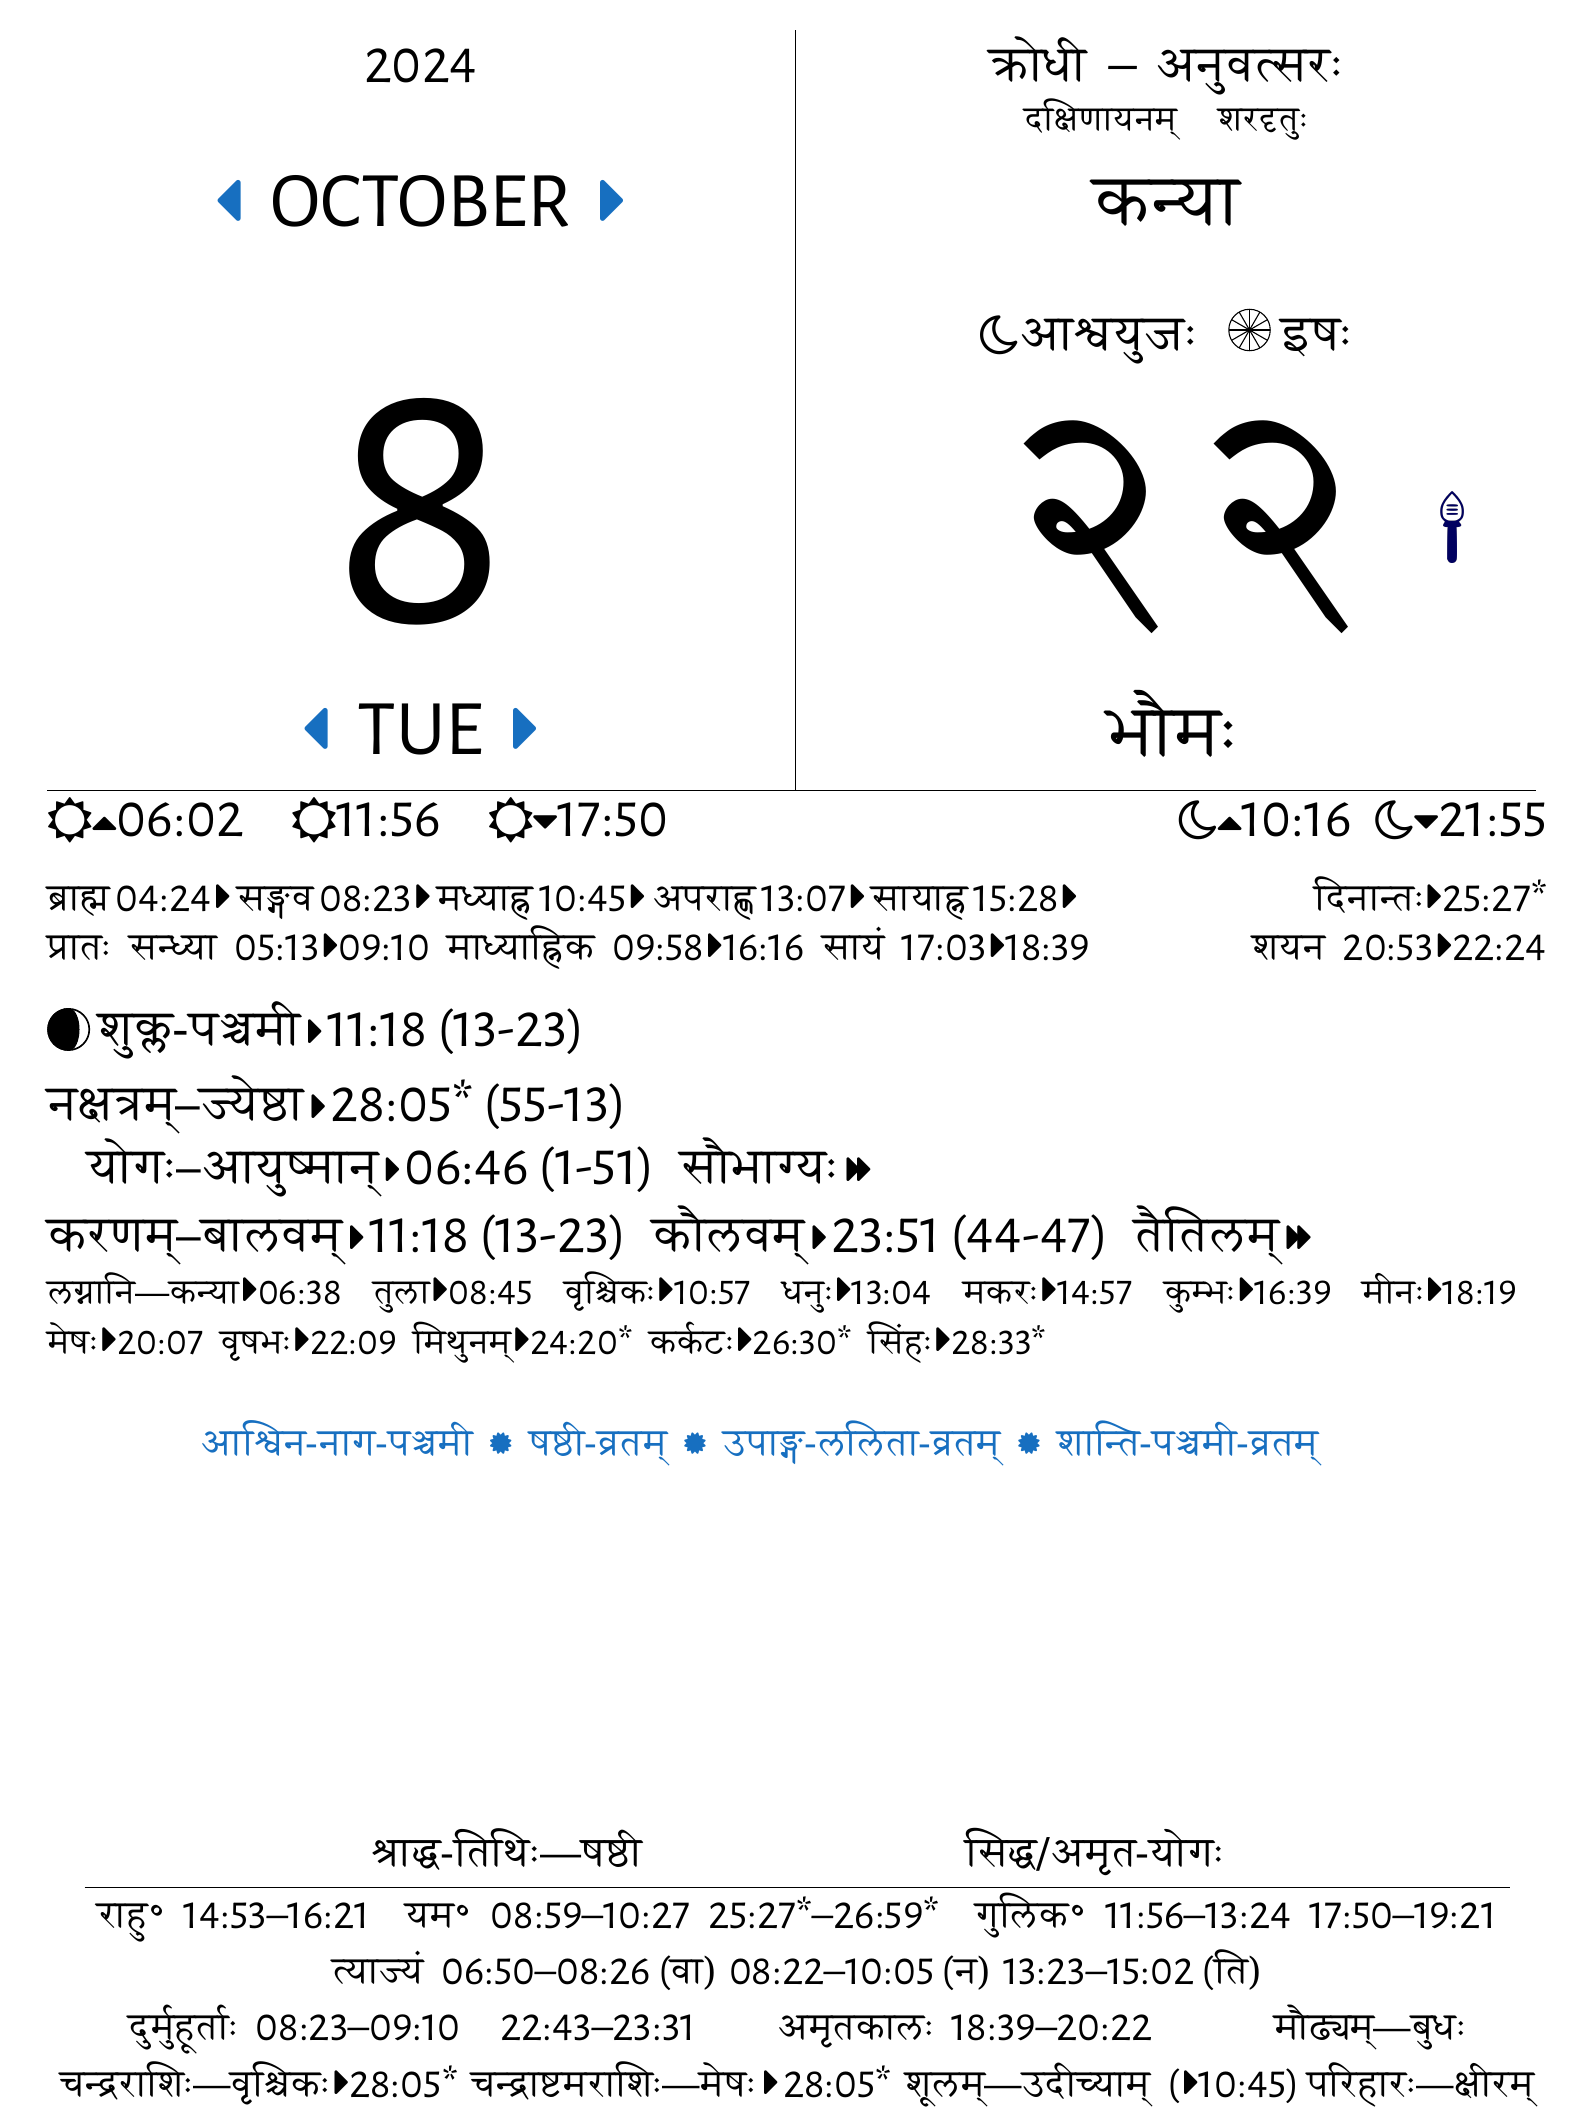 2024
OCTOBER
8
TUE
क्रोधी – अनुवत्सरः
दक्षिणायनम् शरदृतुः
कन्या
आश्वयुजः इषः
२२
भौमः
06:02 11:56 17:50 10:16 21:55
ब्राह्म 04:24 सङ्गव 08:23 मध्याह्न 10:45 अपराह्ण 13:07 सायाह्न 15:28 दिनान्तः 25:27*
प्रातः सन्ध्या 05:13 09:10 माध्याह्निक 09:58 16:16 सायं 17:03 18:39 शयन 20:53 22:24
शुक्ल-पञ्चमी 11:18 (13-23)
नक्षत्रम्–ज्येष्ठा 28:05* (55-13)
योगः–आयुष्मान् 06:46 (1-51) सौभाग्यः
करणम्–बालवम् 11:18 (13-23) कौलवम् 23:51 (44-47) तैतिलम्
लग्नानि—कन्या 06:38 तुला 08:45 वृश्चिकः 10:57 धनुः 13:04 मकरः 14:57 कुम्भः 16:39 मीनः 18:19
मेषः 20:07 वृषभः 22:09 मिथुनम् 24:20* कर्कटः 26:30* सिंहः 28:33*
आश्विन-नाग-पञ्चमी षष्ठी-व्रतम् उपाङ्ग-ललिता-व्रतम् शान्ति-पञ्चमी-व्रतम्
श्राद्ध-तिथिः—षष्ठी सिद्ध/अमृत-योगः
राहु॰ 14:53–16:21 यम॰ 08:59–10:27 25:27*–26:59* गुलिक॰ 11:56–13:24 17:50–19:21
त्याज्यं 06:50–08:26 (वा) 08:22–10:05 (न) 13:23–15:02 (ति)
दुर्मुहूर्ताः 08:23–09:10 22:43–23:31 अमृतकालः 18:39–20:22 मौढ्यम्—बुधः
चन्द्रराशिः—वृश्चिकः 28:05* चन्द्राष्टमराशिः—मेषः 28:05* शूलम्—उदीच्याम् (10:45) परिहारः—क्षीरम्